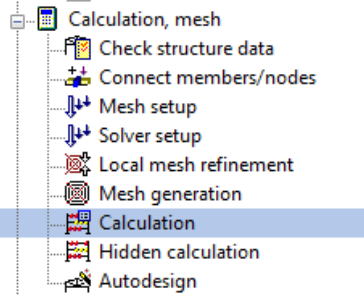 Calculation, mesh
Check structure data
Connect members/nodes
Mesh setup
Solver setup
Local mesh refinement
Mesh generation
Calculation
Hidden calculation
Autodesign